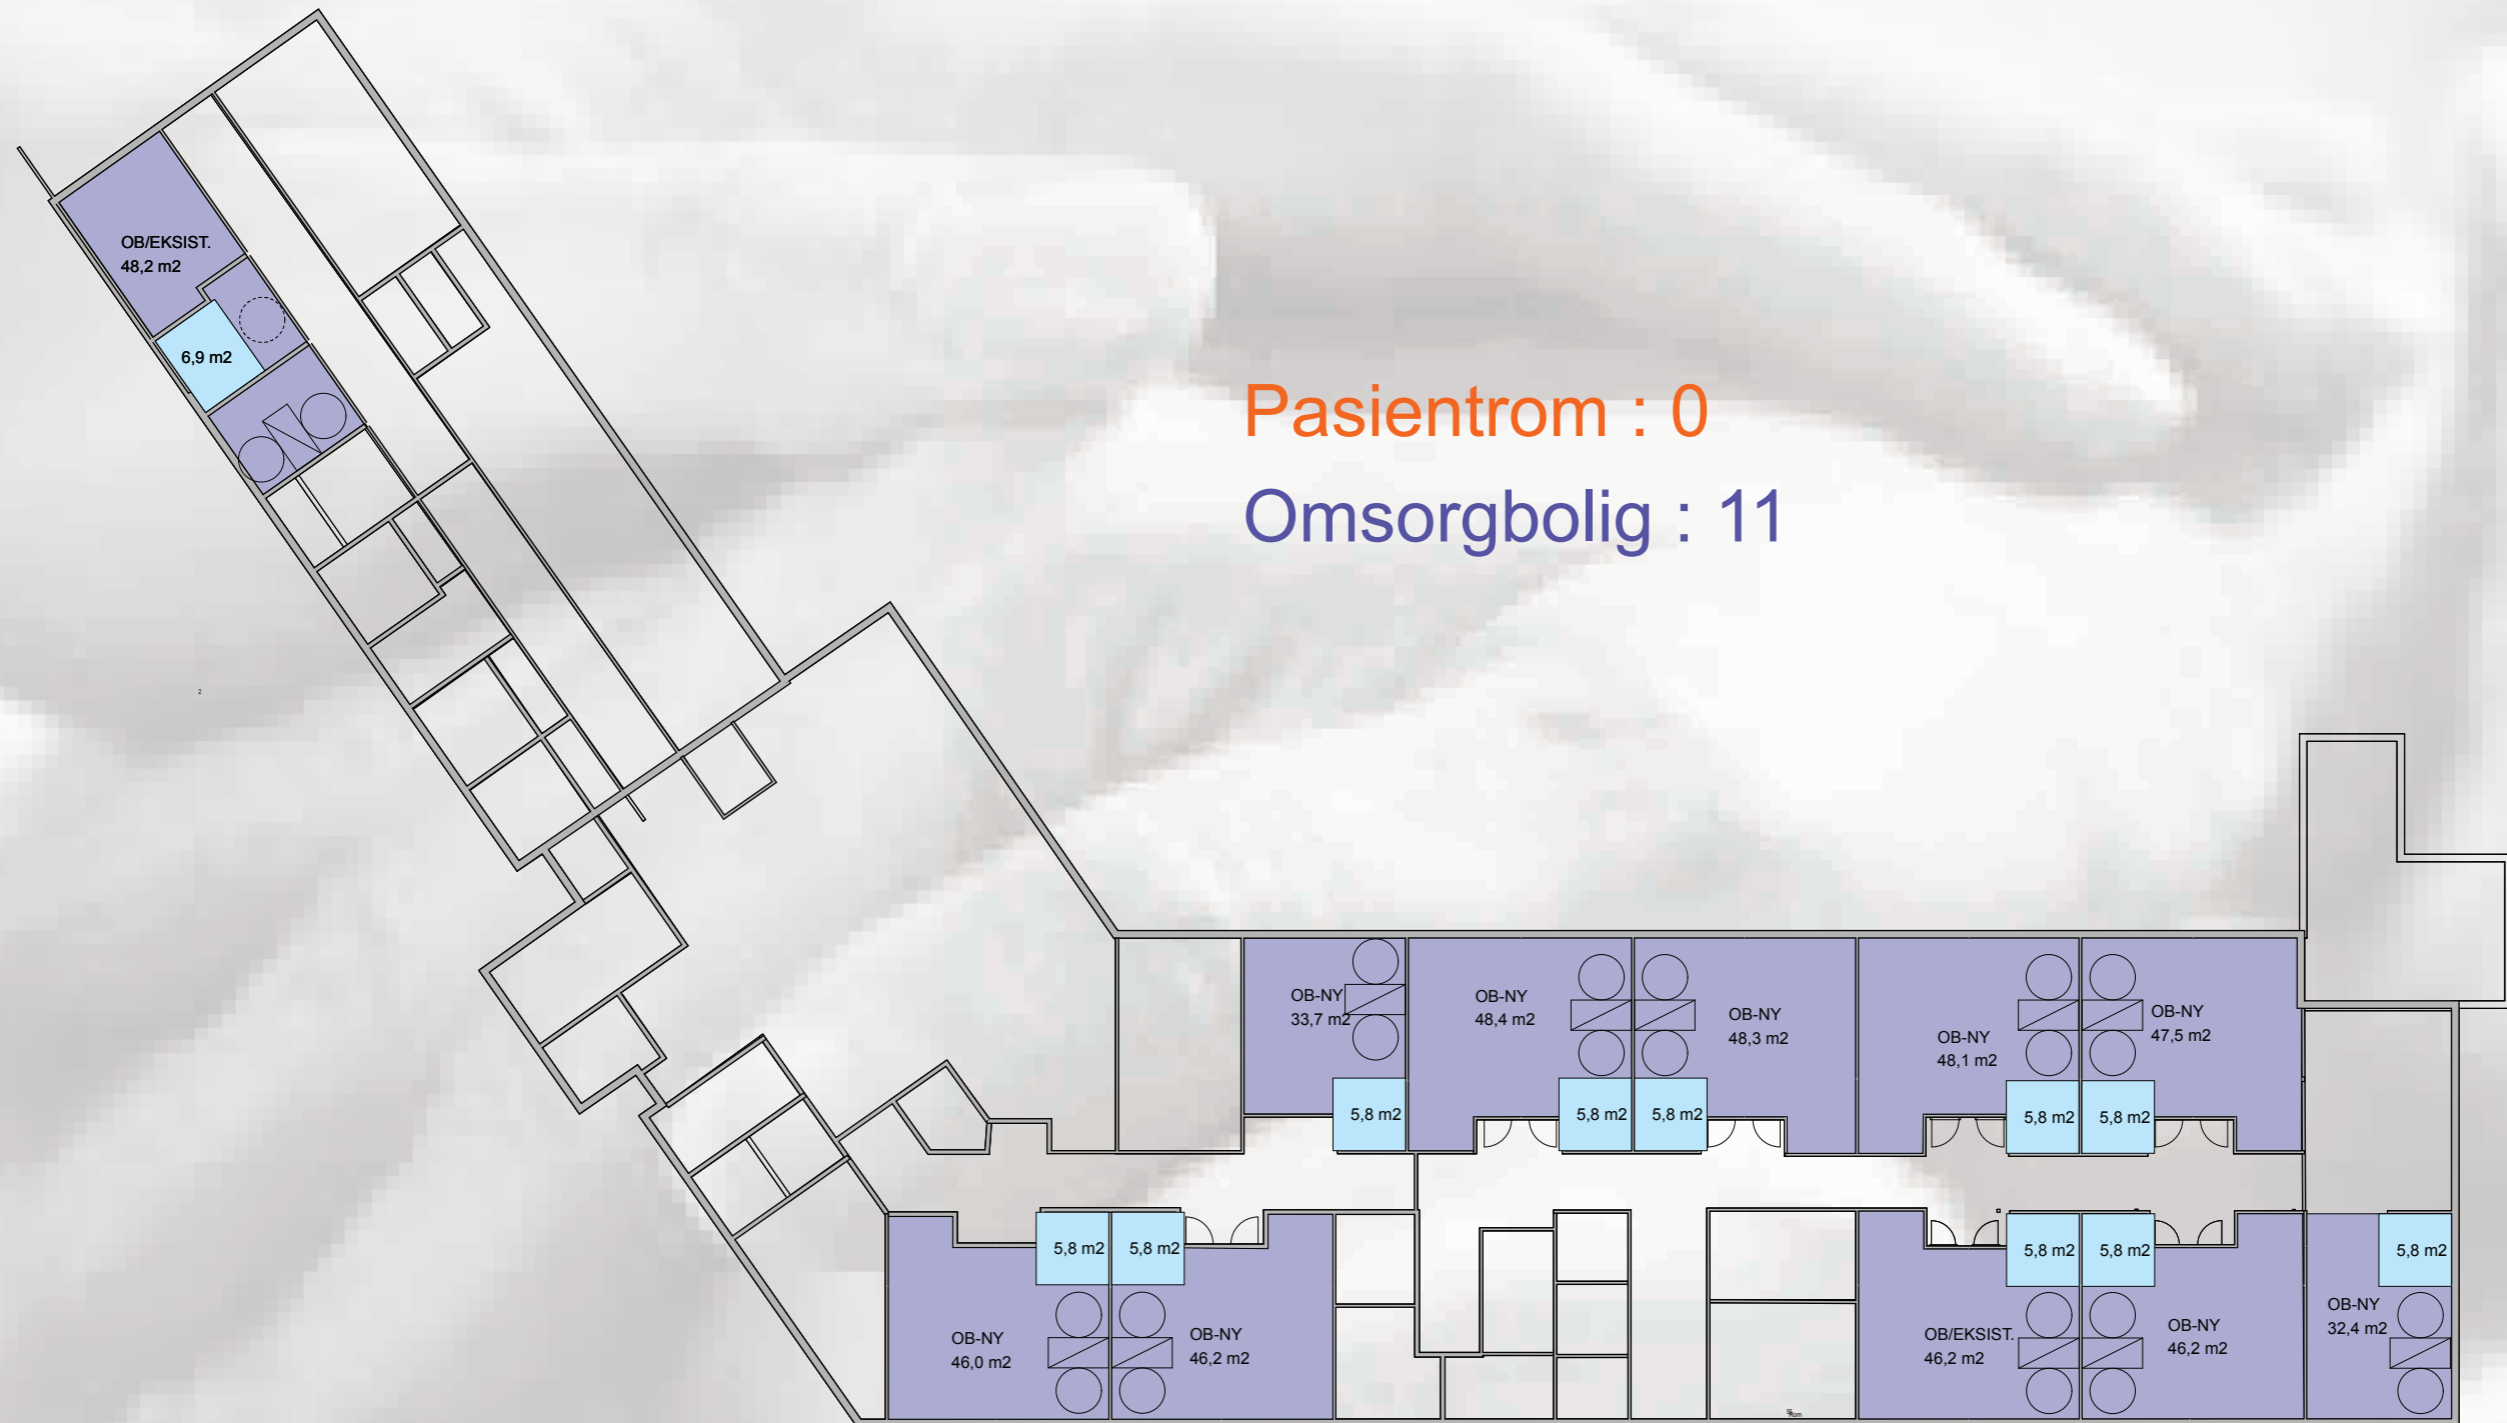 OB/EKSIST.
48,2 m2
6,9 m2
Pasientrom : 0
Omsorgbolig : 11
2
OB-NY
33,7 m2
OB-NY
48,4 m2
OB-NY
48,3 m2
OB-NY
48,1 m2
OB-NY
47,5 m2
5,8 m2
5,8 m2
5,8 m2
5,8 m2
5,8 m2
5,8 m2
5,8 m2
5,8 m2
5,8 m2
5,8 m2
OB-NY
46,0 m2
OB-NY
46,2 m2
OB/EKSIST.
46,2 m2
OB-NY
46,2 m2
OB-NY
32,4 m2